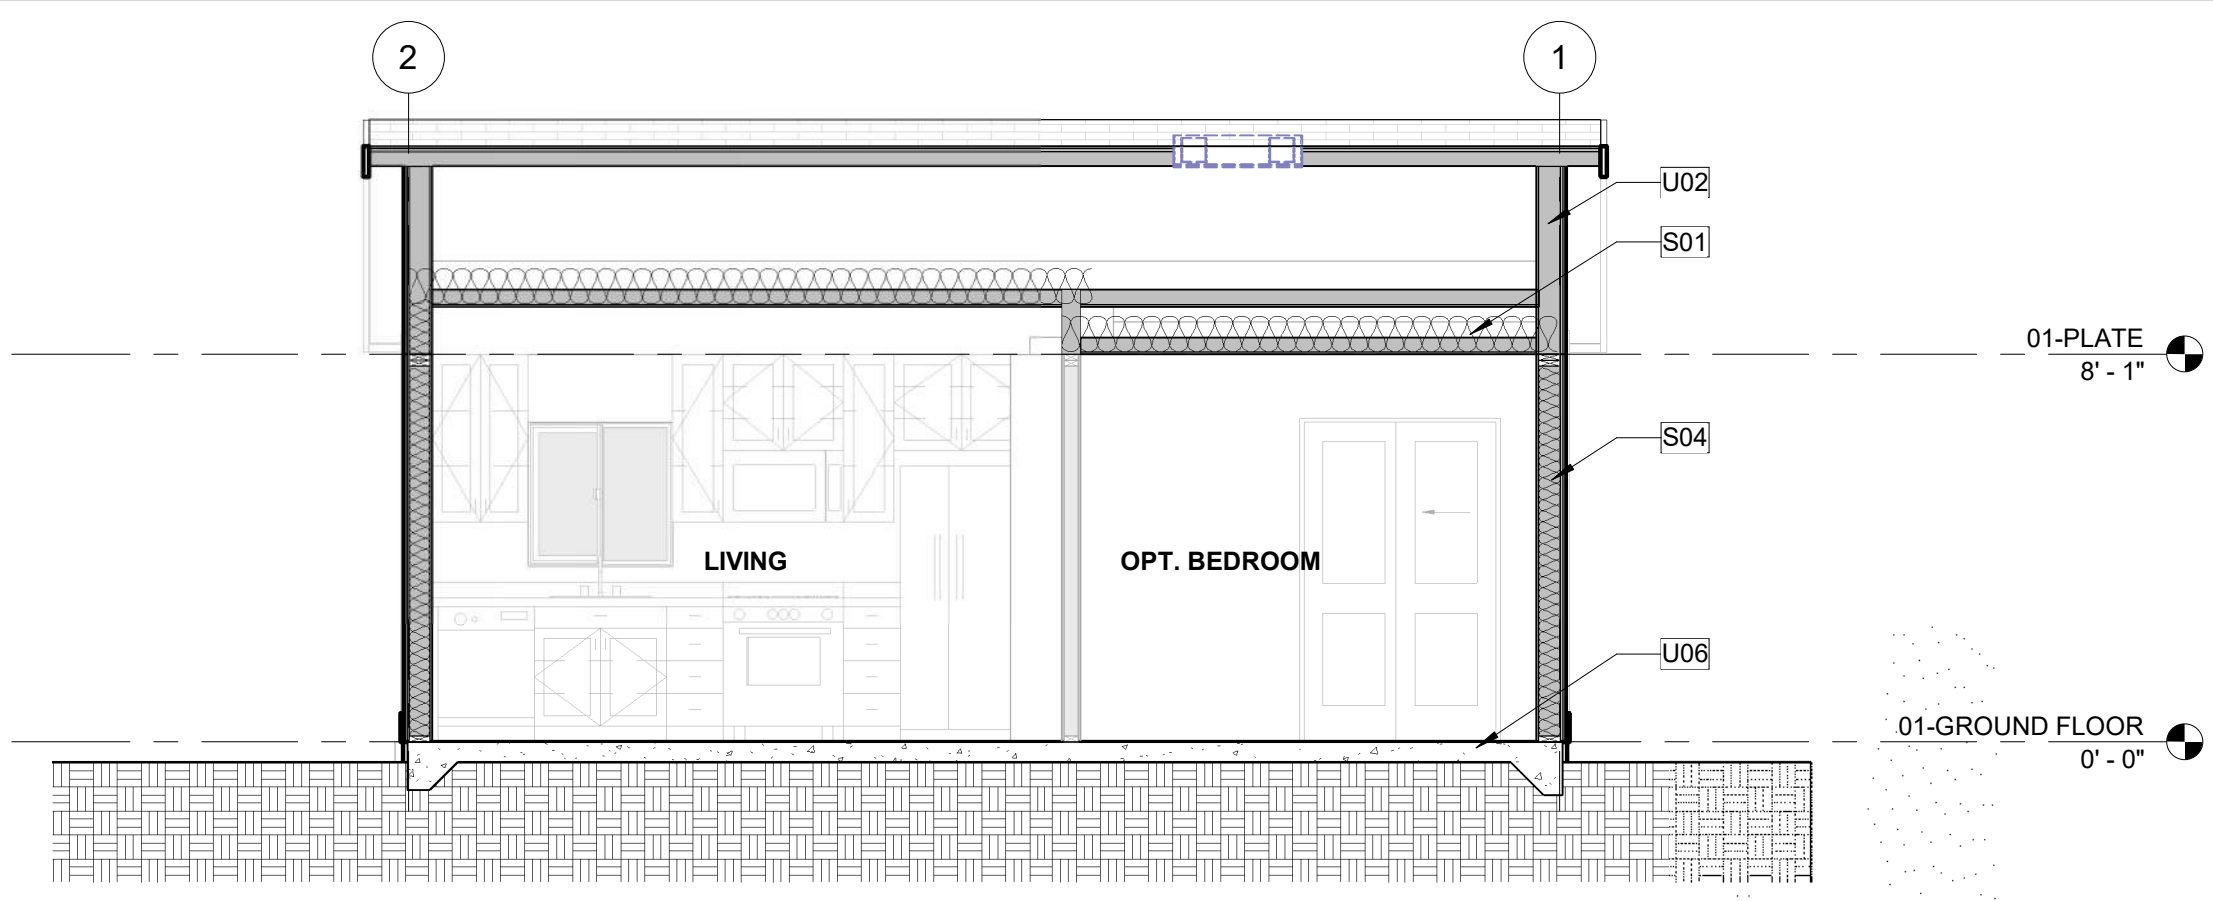 2
1
U02
S01
01-PLATE
8' - 1"
S04
LIVING
OPT. BEDROOM
U06
01-GROUND FLOOR
0' - 0"